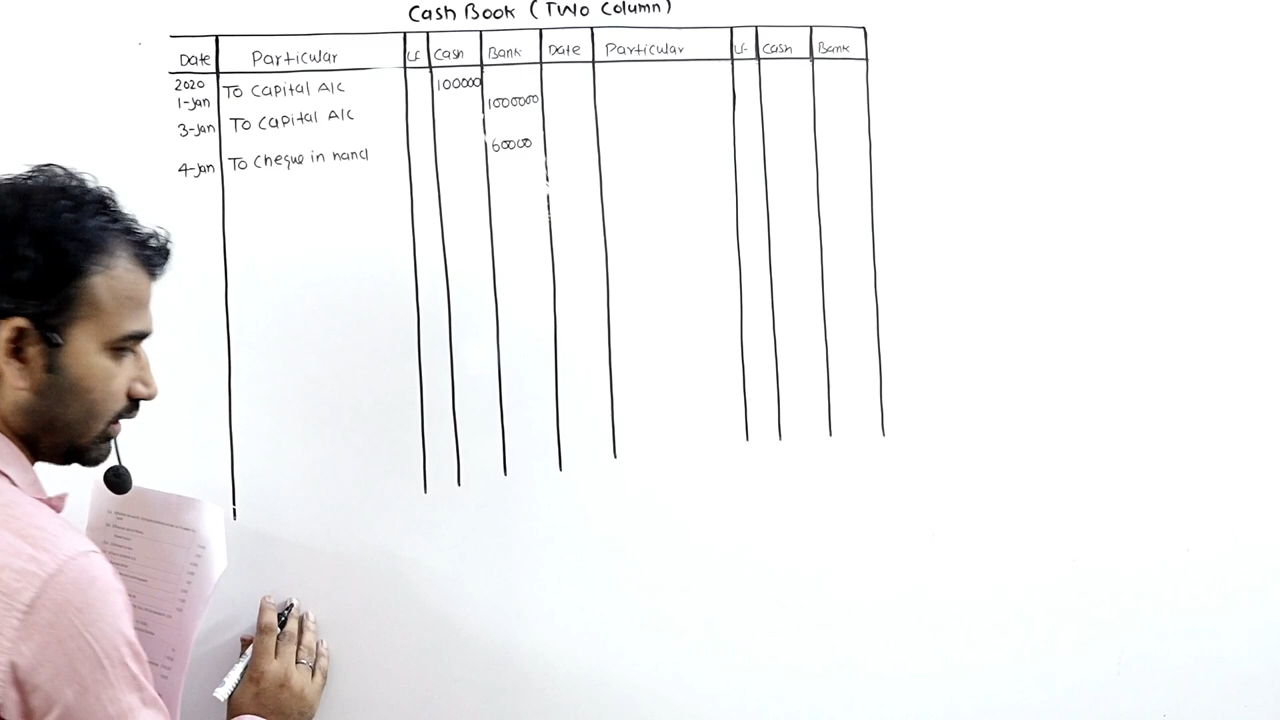 Cash Book (Two Column)
Date Particular LF Cash Bank Date Particular LF Cash Bank
2020
1-Jan To Capital A/c 100000
1000000
3-Jan To Capital A/c
60000
4-Jan To Cheque in hand